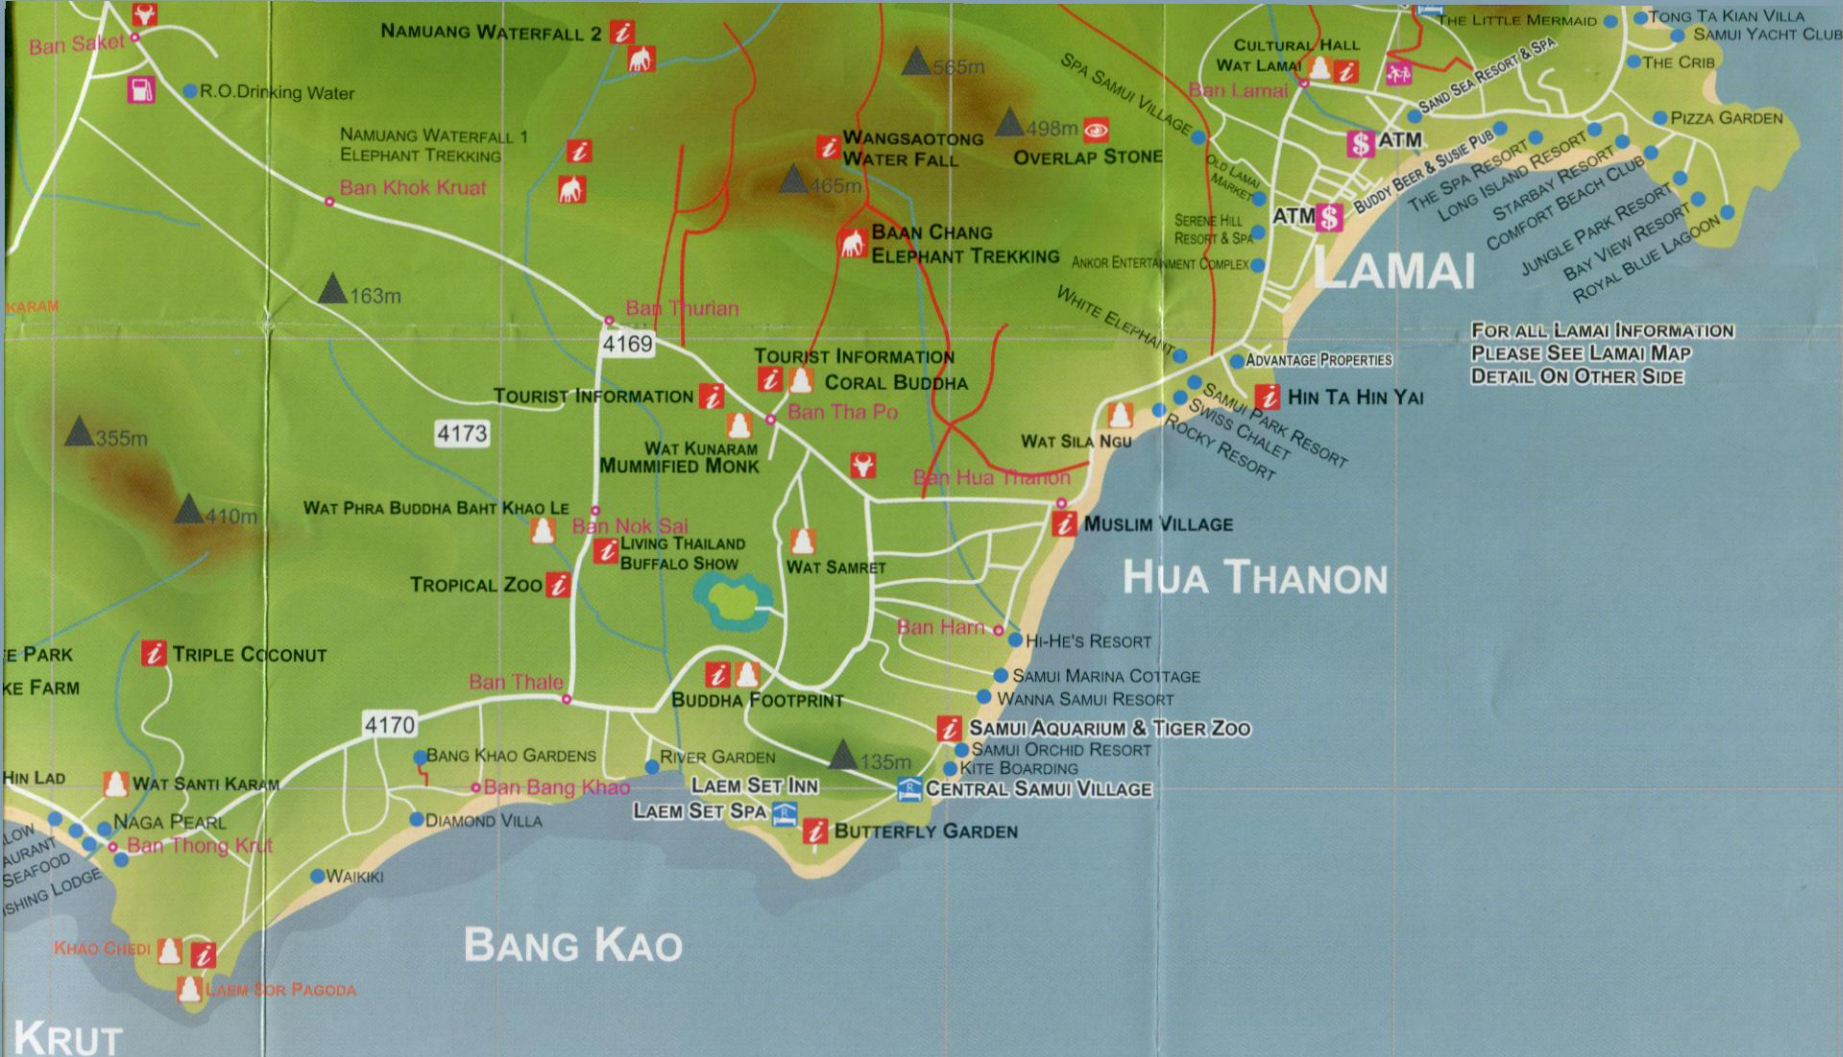 THE LITTLE MERMAID
TONG TA KIAN VILLA
SAMUI YACHT CLUB
Ban Saket
NAMUANG WATERFALL 2
CULTURAL HALL
WAT LAMAI
SAND SEA RESORT & SPA
THE CRIB
565m
SPA SAMUI VILLAGE
R.O.Drinking Water
Ban Lamai
NAMUANG WATERFALL 1
ELEPHANT TREKKING
WANGSAOTONG
WATER FALL
498m
OVERLAP STONE
$ ATM
PIZZA GARDEN
BUDDY BEER & SUSIE PUB
THE SPA RESORT
LONG ISLAND RESORT
STARBAY RESORT
COMFORT BEACH CLUB
JUNGLE PARK RESORT
BAY VIEW RESORT
ROYAL BLUE LAGOON
Ban Khok Kruat
465m
OLD LAMAI
MARKET
ATM $
SERENE HILL
RESORT & SPA
BAAN CHANG
ELEPHANT TREKKING
ANKOR ENTERTAINMENT COMPLEX
LAMAI
163m
KARAM
Ban Thurian
WHITE ELEPHANT
4169
FOR ALL LAMAI INFORMATION
PLEASE SEE LAMAI MAP
DETAIL ON OTHER SIDE
TOURIST INFORMATION
CORAL BUDDHA
ADVANTAGE PROPERTIES
TOURIST INFORMATION
HIN TA HIN YAI
Ban Tha Po
SAMUI PARK RESORT
SWISS CHALET
ROCKY RESORT
355m
4173
WAT KUNARAM
MUMMIFIED MONK
WAT SILA NGU
Ban Hua Thanon
410m
WAT PHRA BUDDHA BAHT KHAO LE
Ban Nok Sai
LIVING THAILAND
BUFFALO SHOW
MUSLIM VILLAGE
WAT SAMRET
HUA THANON
TROPICAL ZOO
Ban Harn
HI-HE'S RESORT
E PARK
KE FARM
TRIPLE COCONUT
Ban Thale
BUDDHA FOOTPRINT
SAMUI MARINA COTTAGE
WANNA SAMUI RESORT
4170
SAMUI AQUARIUM & TIGER ZOO
SAMUI ORCHID RESORT
KITE BOARDING
BANG KHAO GARDENS
RIVER GARDEN
135m
HIN LAD
WAT SANTI KARAM
Ban Bang Khao
LAEM SET INN
CENTRAL SAMUI VILLAGE
LAEM SET SPA
DIAMOND VILLA
BUTTERFLY GARDEN
NAGA PEARL
LOW
AURANT
SEAFOOD
ISHING LODGE
Ban Thong Krut
WAIKIKI
BANG KAO
KHAO CHEDI
LAEM SOR PAGODA
KRUT